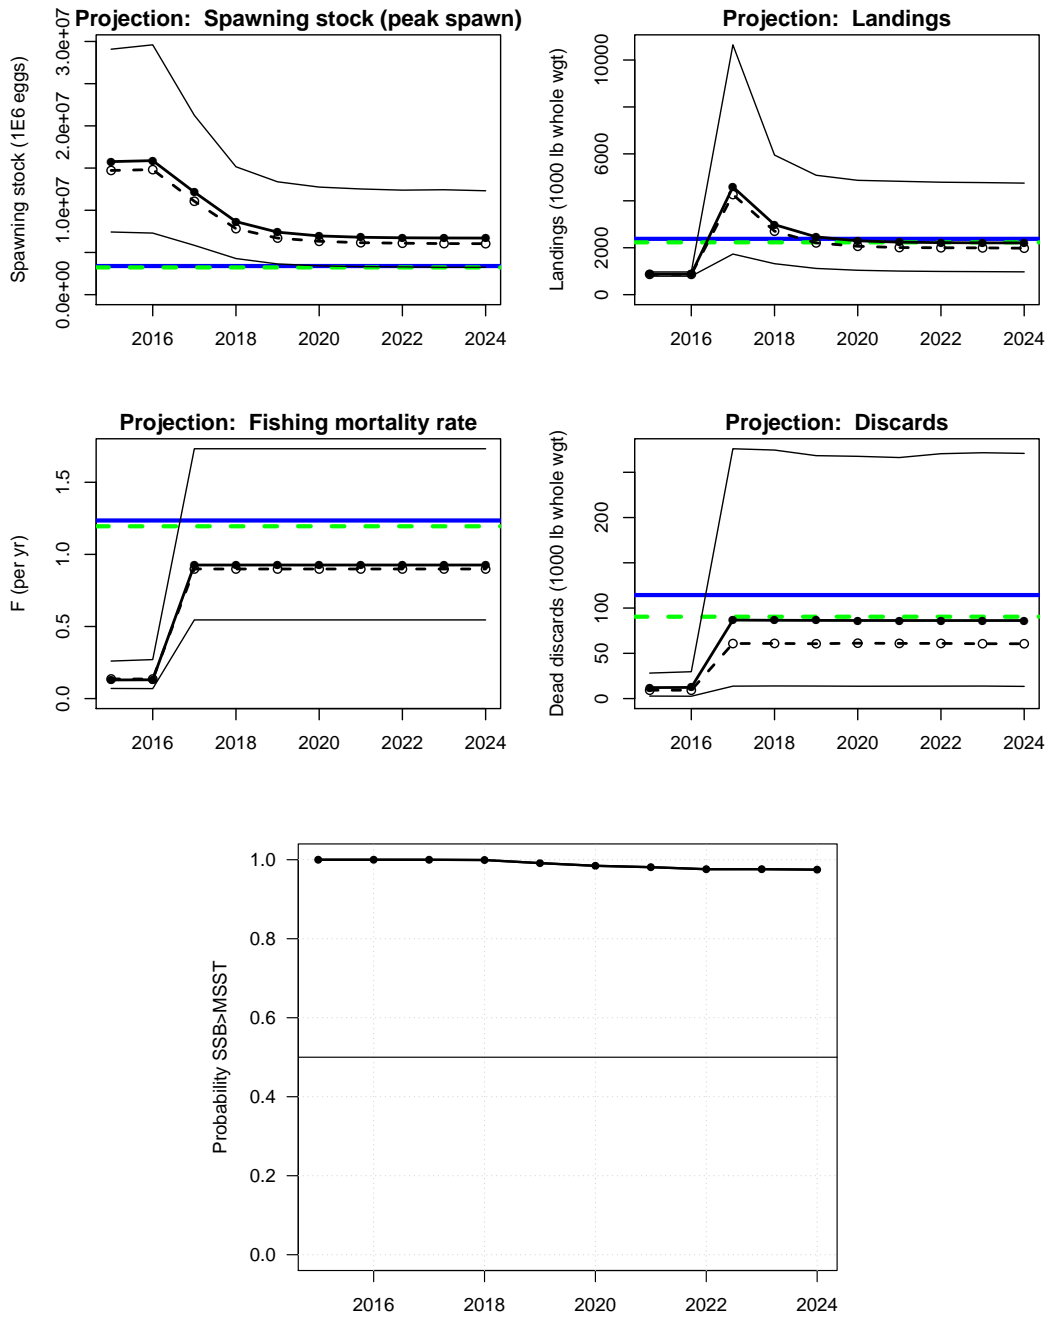 Projection: Spawning stock (peak spawn)
Spawning stock (1E6 eggs)
0.0e+00 1.0e+07 2.0e+07 3.0e+07
2016 2018 2020 2022 2024
Projection: Landings
Landings (1000 lb whole wgt)
0 2000 6000 10000
2016 2018 2020 2022 2024
Projection: Fishing mortality rate
F (per yr)
0.0 0.5 1.0 1.5
2016 2018 2020 2022 2024
Projection: Discards
Dead discards (1000 lb whole wgt)
0 50 100 200
2016 2018 2020 2022 2024
Probability SSB>MSST
1.0
0.8
0.6
0.4
0.2
0.0
2016 2018 2020 2022 2024